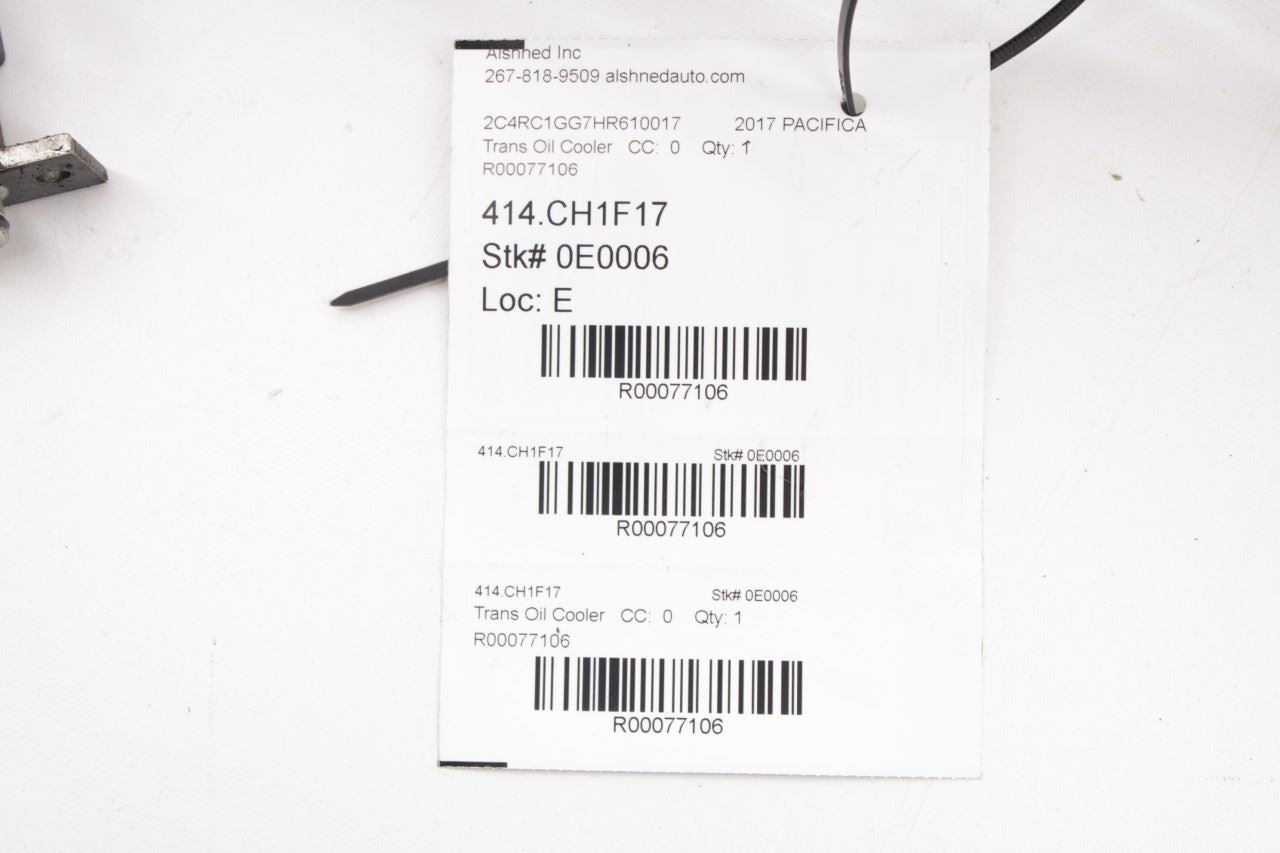 Alshned Inc
267-818-9509 alshnedauto.com
2C4RC1GG7HR610017 2017 PACIFICA
Trans Oil Cooler CC: 0 Qty: 1
R00077106
414.CH1F17
Stk# 0E0006
Loc: E
R00077106
414.CH1F17 Stk# 0E0006
R00077106
414.CH1F17 Stk# 0E0006
Trans Oil Cooler CC: 0 Qty: 1
R00077106
R00077106